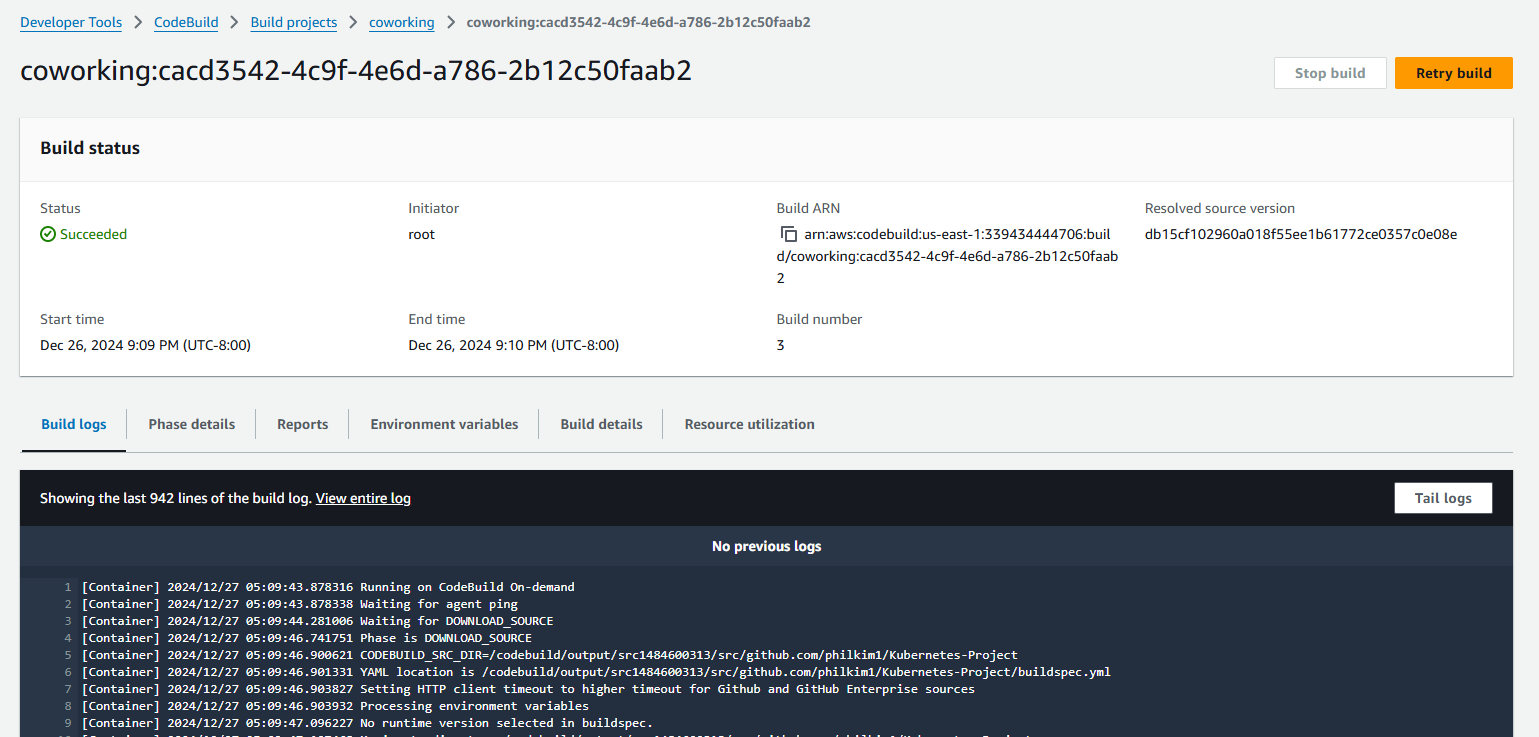 Developer Tools > CodeBuild > Build projects > coworking > coworking:cacd3542-4c9f-4e6d-a786-2b12c50faab2
coworking:cacd3542-4c9f-4e6d-a786-2b12c50faab2
Stop build
Retry build
Build status
Status
Succeeded
Initiator
root
Build ARN
arn:aws:codebuild:us-east-1:339434444706:buil
d/coworking:cacd3542-4c9f-4e6d-a786-2b12c50faab
2
Resolved source version
db15cf102960a018f55ee1b61772ce0357c0e08e
Start time
Dec 26, 2024 9:09 PM (UTC-8:00)
End time
Dec 26, 2024 9:10 PM (UTC-8:00)
Build number
3
Build logs
Phase details
Reports
Environment variables
Build details
Resource utilization
Showing the last 942 lines of the build log. View entire log
Tail logs
No previous logs
1 [Container] 2024/12/27 05:09:43.878316 Running on CodeBuild On-demand
2 [Container] 2024/12/27 05:09:43.878338 Waiting for agent ping
3 [Container] 2024/12/27 05:09:44.281006 Waiting for DOWNLOAD_SOURCE
4 [Container] 2024/12/27 05:09:46.741751 Phase is DOWNLOAD_SOURCE
5 [Container] 2024/12/27 05:09:46.900621 CODEBUILD_SRC_DIR=/codebuild/output/src1484600313/src/github.com/philkim1/Kubernetes-Project
6 [Container] 2024/12/27 05:09:46.901331 YAML location is /codebuild/output/src1484600313/src/github.com/philkim1/Kubernetes-Project/buildspec.yml
7 [Container] 2024/12/27 05:09:46.903827 Setting HTTP client timeout to higher timeout for Github and GitHub Enterprise sources
8 [Container] 2024/12/27 05:09:46.903932 Processing environment variables
9 [Container] 2024/12/27 05:09:47.096227 No runtime version selected in buildspec.